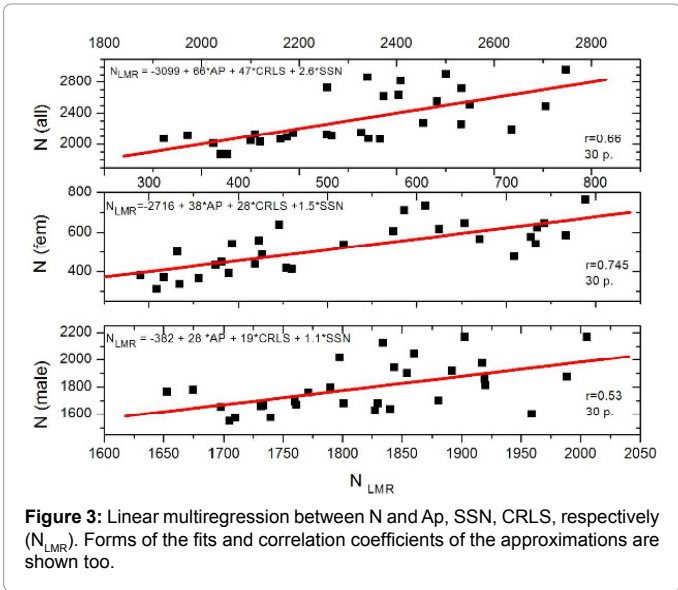 1800 2000 2200 2400 2600 2800
N_LMR = -3099 + 66*AP + 47*CRLS + 2.6*SSN
2800
2400
2000
N (all)
r=0.66
30 p.
300 400 500 600 700 800
800
600
400
N (fem)
N_LMR=-2716 + 38*AP + 28*CRLS +1.5*SSN
r=0.745
30 p.
2200
2000
1800
1600
N (male)
N_LMR = -382 + 28 *AP + 19*CRLS + 1.1*SSN
r=0.53
30 p.
1600 1650 1700 1750 1800 1850 1900 1950 2000 2050
N_LMR
Figure 3: Linear multiregression between N and Ap, SSN, CRLS, respectively
(N_LMR). Forms of the fits and correlation coefficients of the approximations are
shown too.